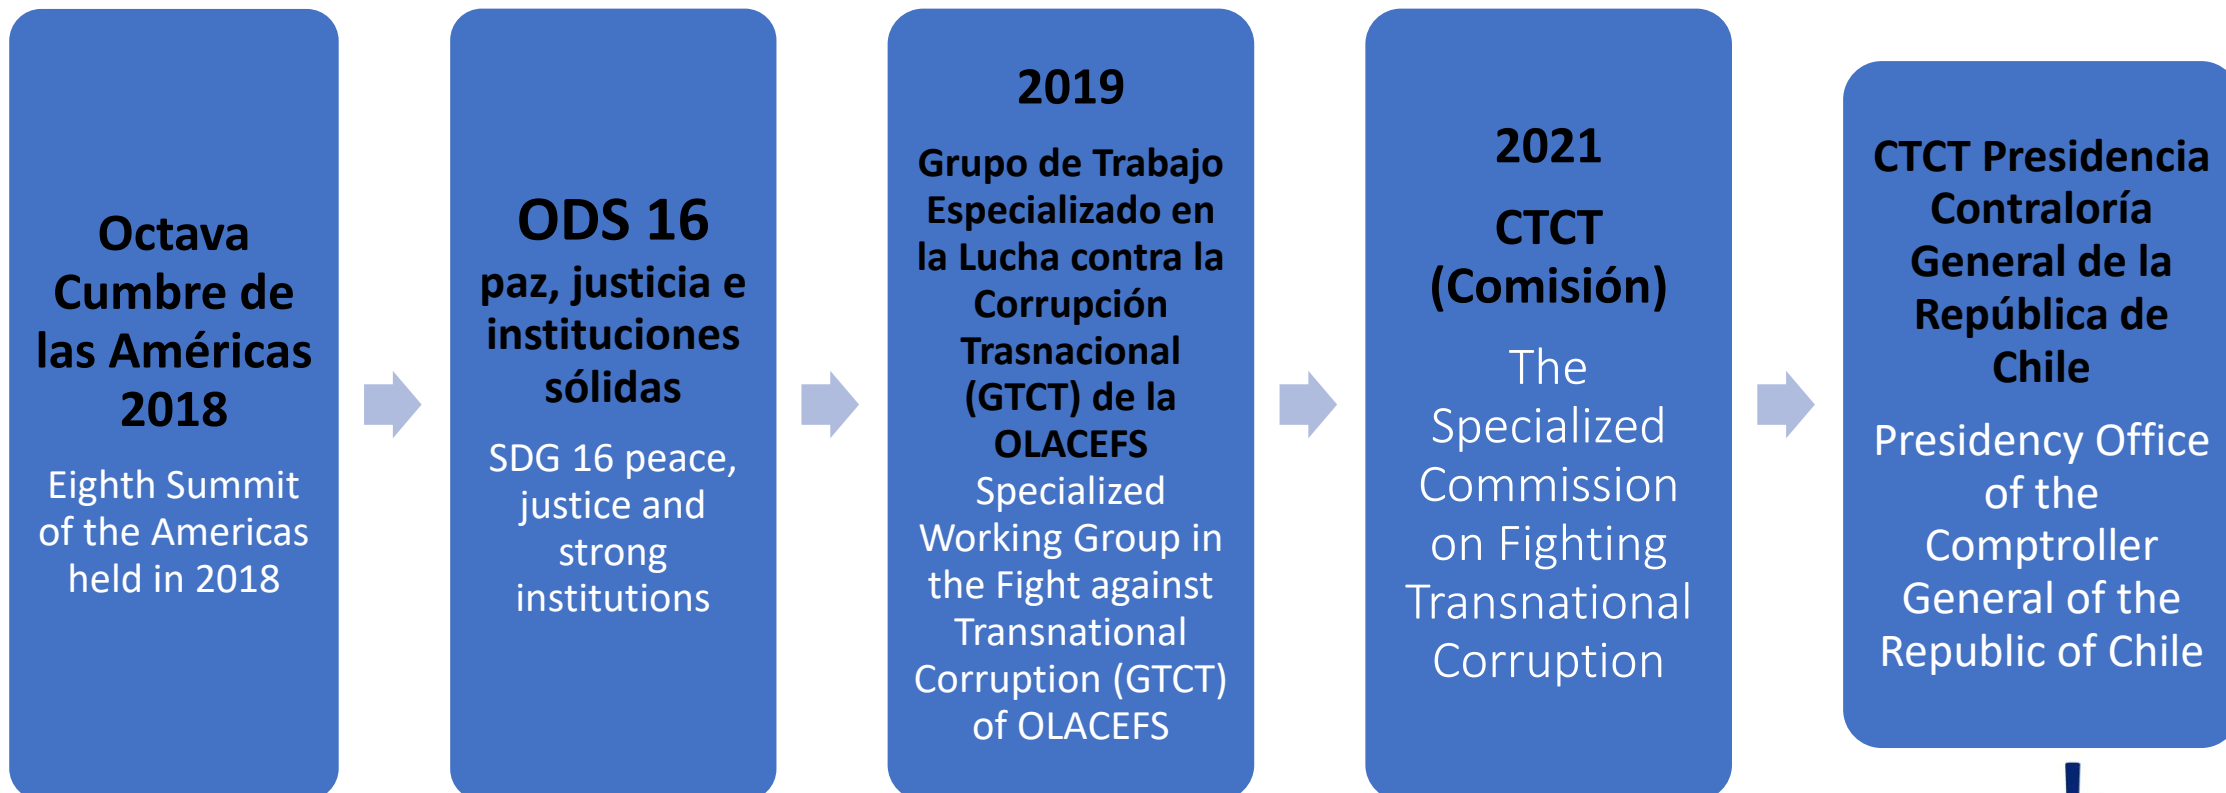 Octava
Cumbre de
las Américas
2018
Eighth Summit
of the Americas
held in 2018
ODS 16
paz, justicia e
instituciones
sólidas
SDG 16 peace,
justice and
strong
institutions
2019
Grupo de Trabajo
Especializado en
la Lucha contra la
Corrupción
Trasnacional
(GTCT) de la
OLACEFS
Specialized
Working Group in
the Fight against
Transnational
Corruption (GTCT)
of OLACEFS
2021
CTCT
(Comisión)
The
Specialized
Commission
on Fighting
Transnational
Corruption
CTCT Presidencia
Contraloría
General de la
República de
Chile
Presidency Office
of the
Comptroller
General of the
Republic of Chile